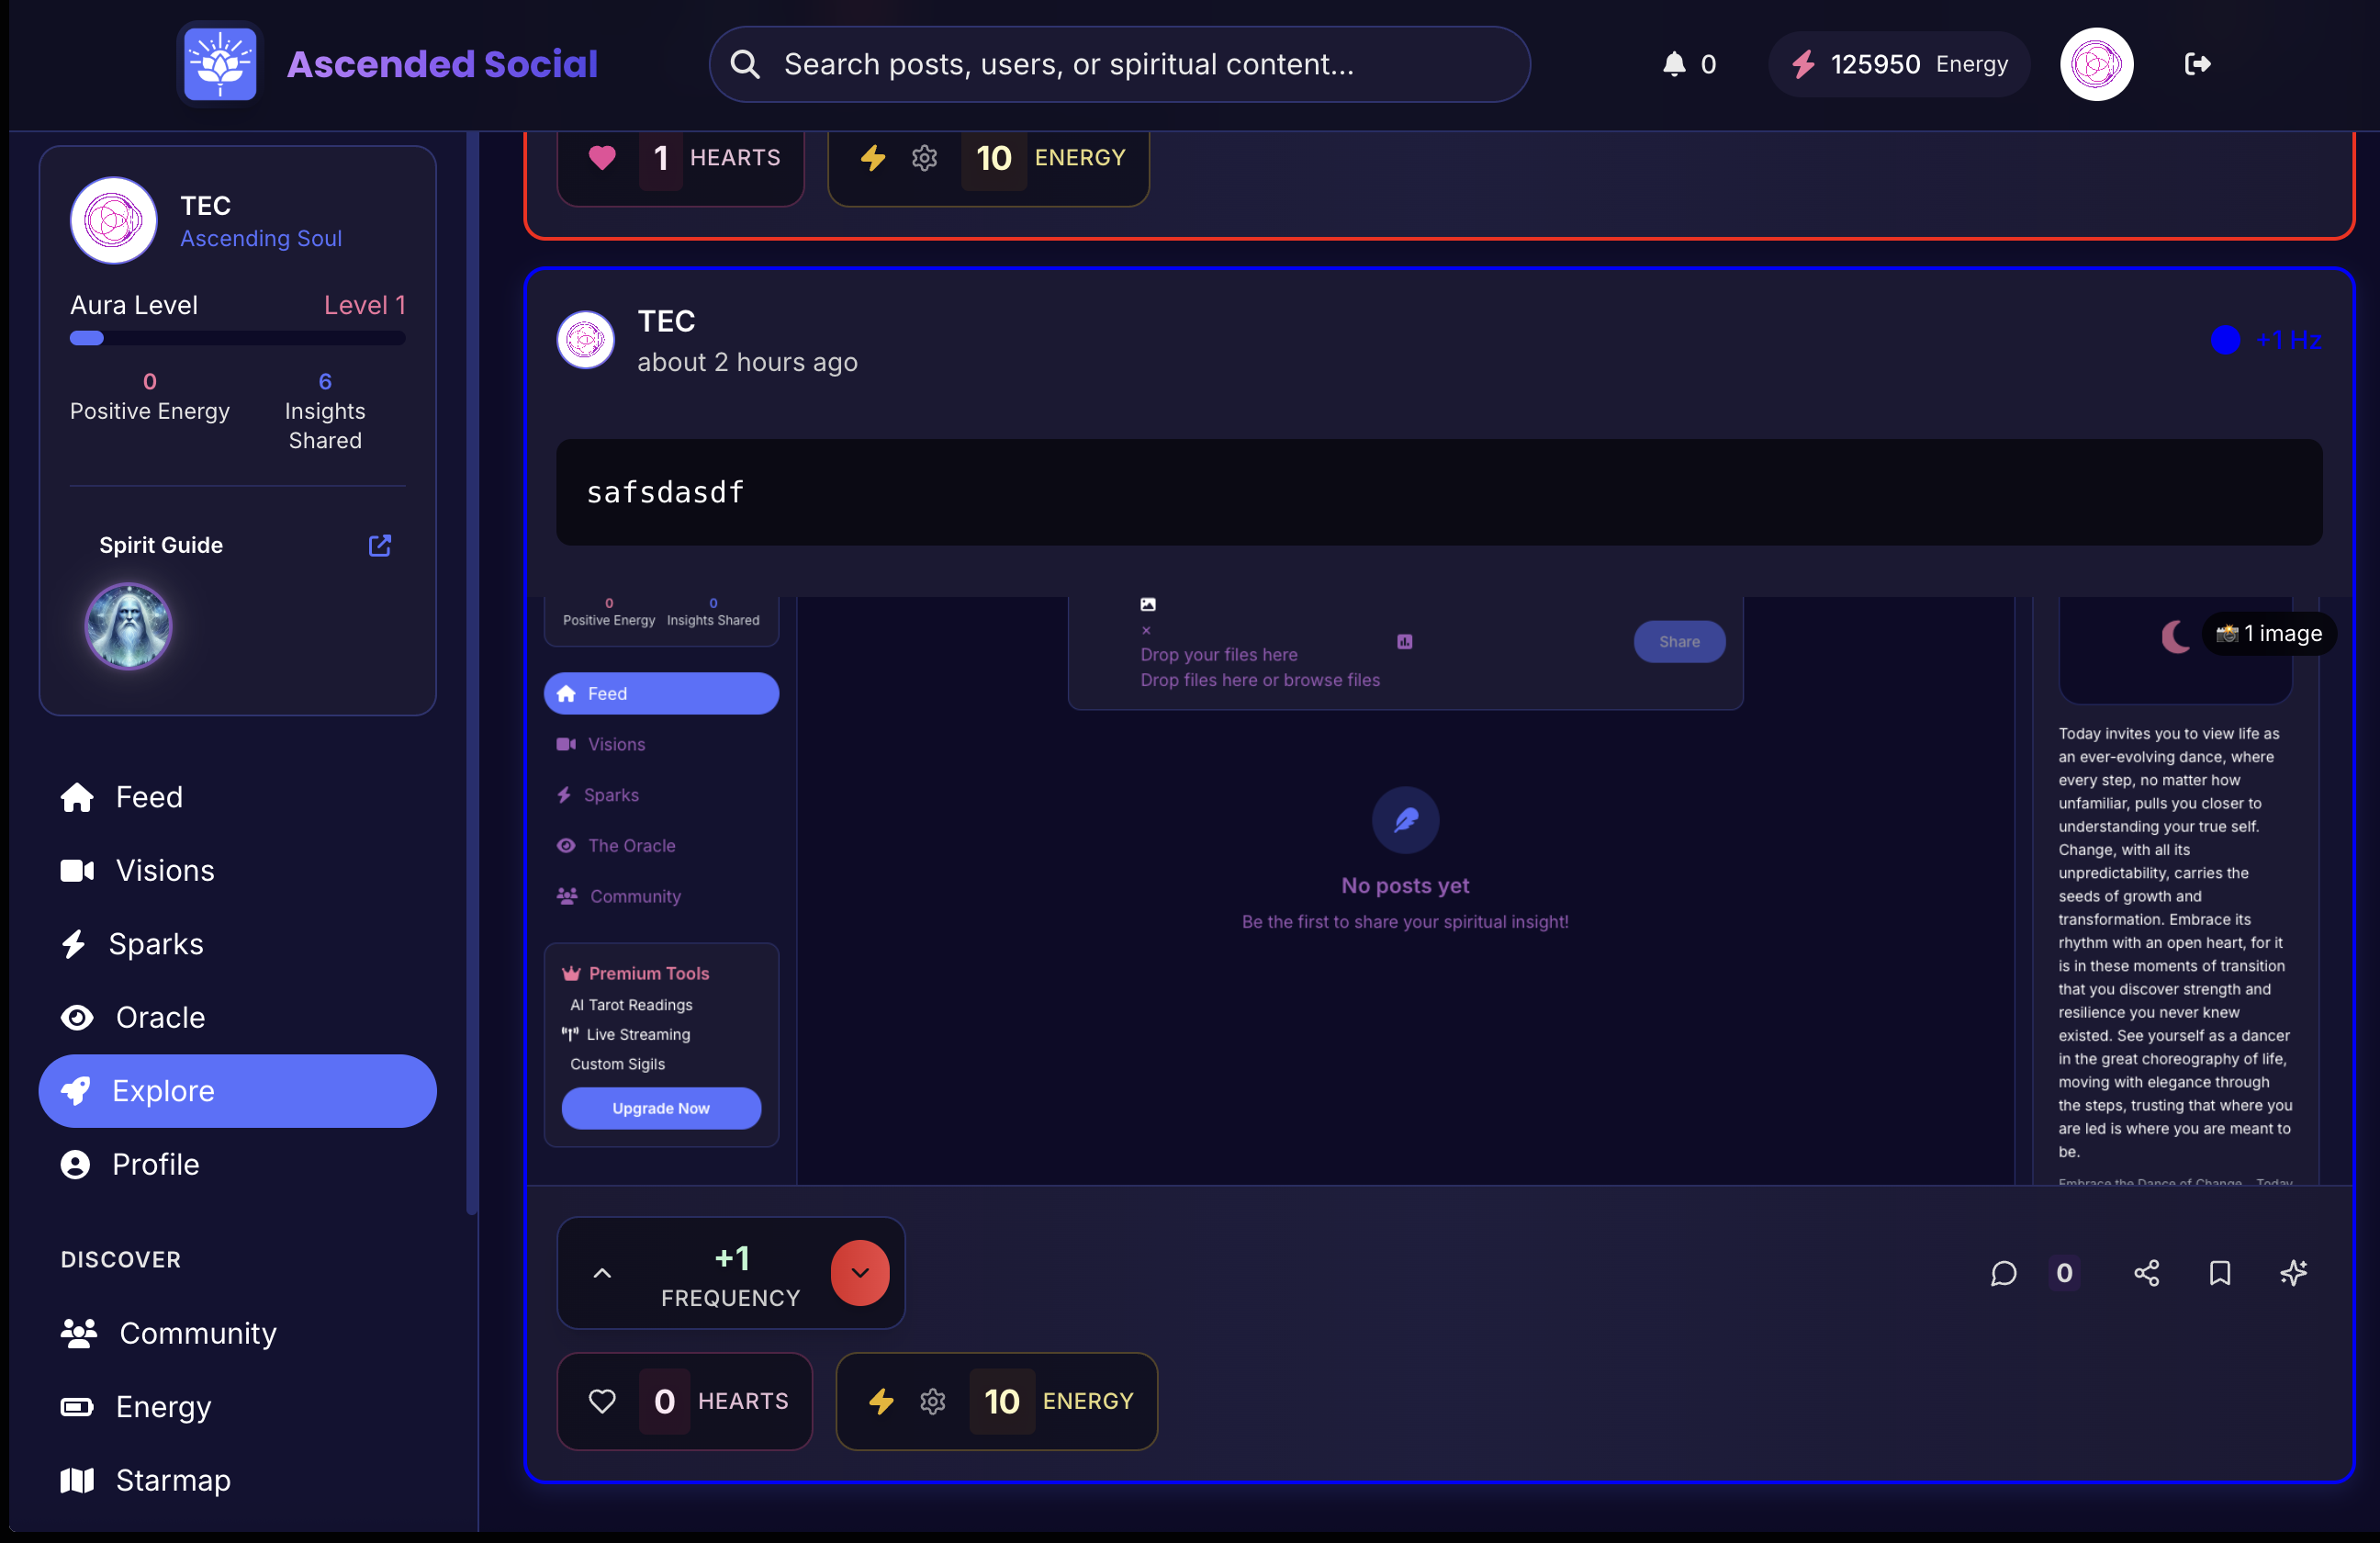 Ascended Social
Search posts, users, or spiritual content...
0
125950 Energy
TEC
Ascending Soul
Aura Level Level 1
0 Positive Energy
6 Insights
Shared
Spirit Guide
Feed
Visions
Sparks
Oracle
Explore
Profile
DISCOVER
Community
Energy
Starmap
1 HEARTS
10 ENERGY
TEC
about 2 hours ago
+1 Hz
safsdasdf
0 Positive Energy
0 Insights Shared
Feed
Visions
Sparks
The Oracle
Community
Premium Tools
AI Tarot Readings
Live Streaming
Custom Sigils
Upgrade Now
×
Drop your files here
Drop files here or browse files
Share
No posts yet
Be the first to share your spiritual insight!
1 image
Today invites you to view life as
an ever-evolving dance, where
every step, no matter how
unfamiliar, pulls you closer to
understanding your true self.
Change, with all its
unpredictability, carries the
seeds of growth and
transformation. Embrace its
rhythm with an open heart, for it
is in these moments of transition
that you discover strength and
resilience you never knew
existed. See yourself as a dancer
in the great choreography of life,
moving with elegance through
the steps, trusting that where you
are led is where you are meant to
be.
Embrace the Dance of Change Today
+1
FREQUENCY
0
0 HEARTS
10 ENERGY